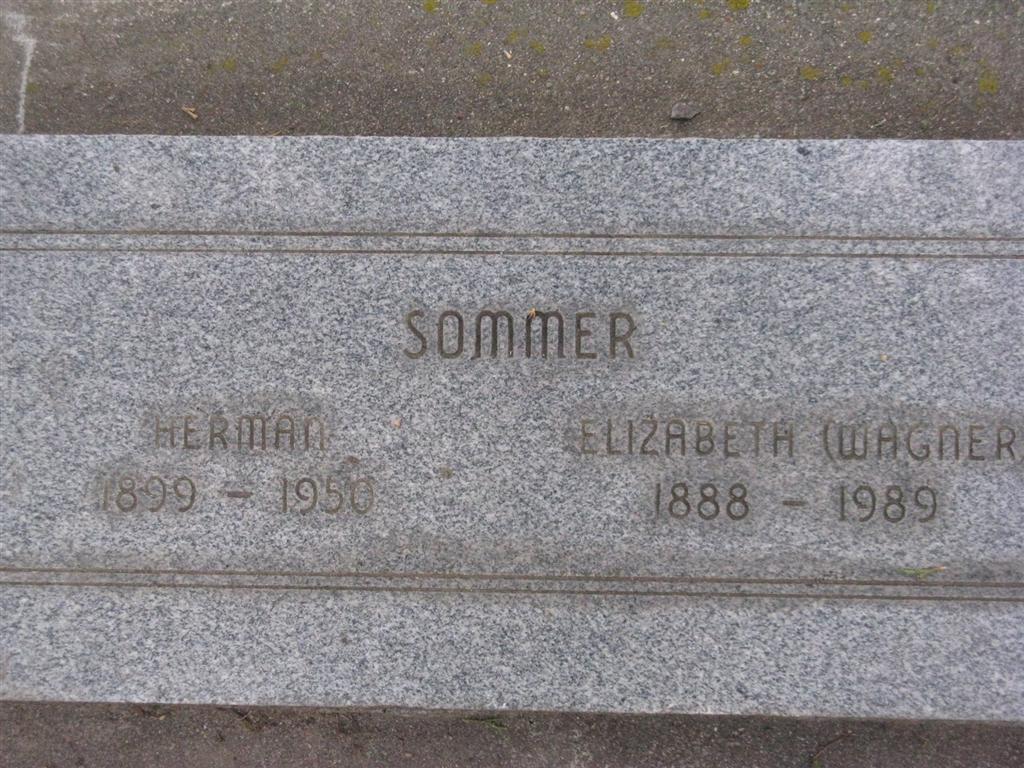 SOMMER
HERMAN
1899 – 1950
ELIZABETH (WAGNER)
1888 – 1989